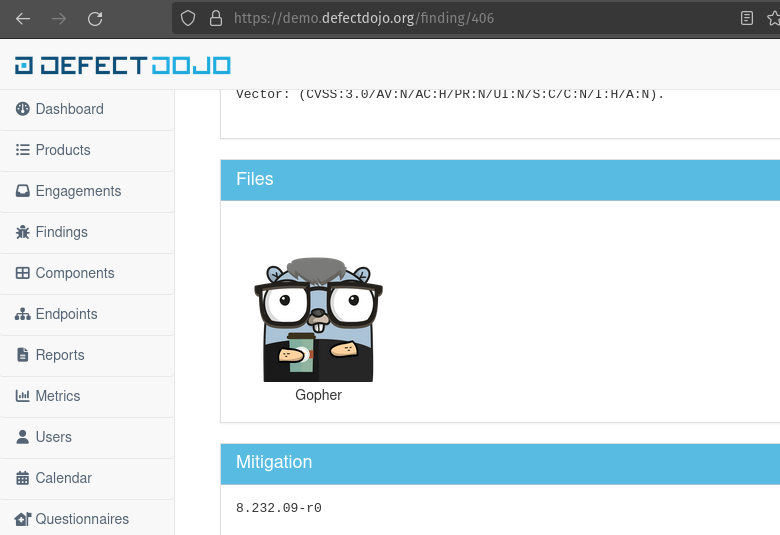 https://demo.defectdojo.org/finding/406
DEFECTDOJO
Dashboard
Products
Engagements
Findings
Components
Endpoints
Reports
Metrics
Users
Calendar
Questionnaires
Vector: (CVSS:3.0/AV:N/AC:H/PR:N/UI:N/S:C/C:N/I:H/A:N).
Files
Gopher
Mitigation
8.232.09-r0